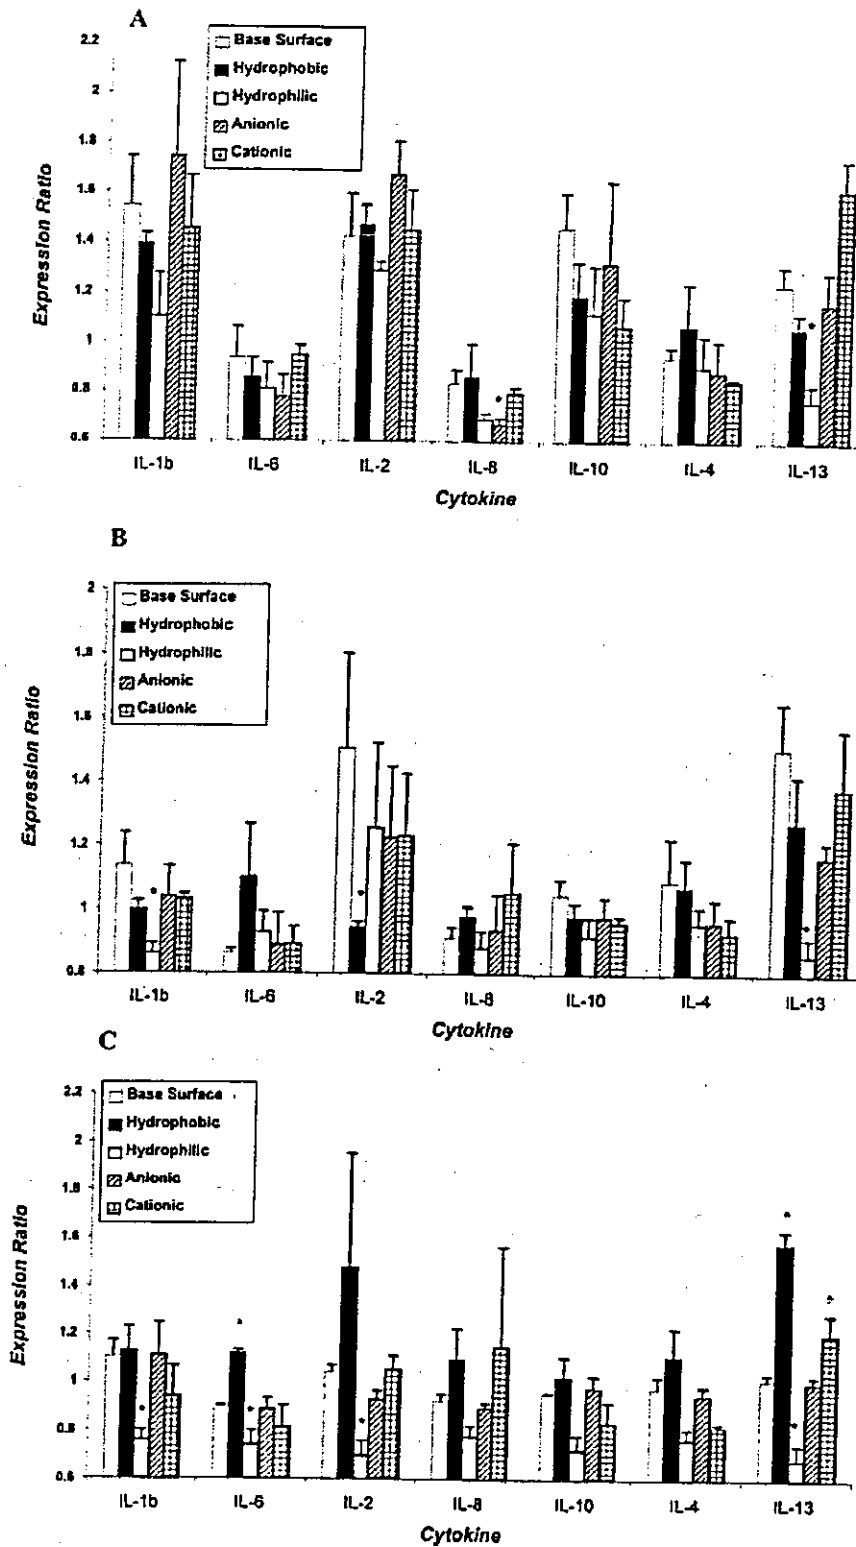 A
2.2
2
1.8
1.6
1.4
1.2
1
0.8
0.6
Expression Ratio
Base Surface
Hydrophobic
Hydrophilic
Anionic
Cationic
*
*
IL-1b IL-6 IL-2 IL-8 IL-10 IL-4 IL-13
Cytokine
B
2
1.8
1.6
1.4
1.2
1
0.8
Expression Ratio
Base Surface
Hydrophobic
Hydrophilic
Anionic
Cationic
*
*
*
IL-1b IL-6 IL-2 IL-8 IL-10 IL-4 IL-13
Cytokine
C
2.2
2
1.8
1.6
1.4
1.2
1
0.8
0.6
Expression Ratio
Base Surface
Hydrophobic
Hydrophilic
Anionic
Cationic
*
*
*
*
*
*
*
IL-1b IL-6 IL-2 IL-8 IL-10 IL-4 IL-13
Cytokine